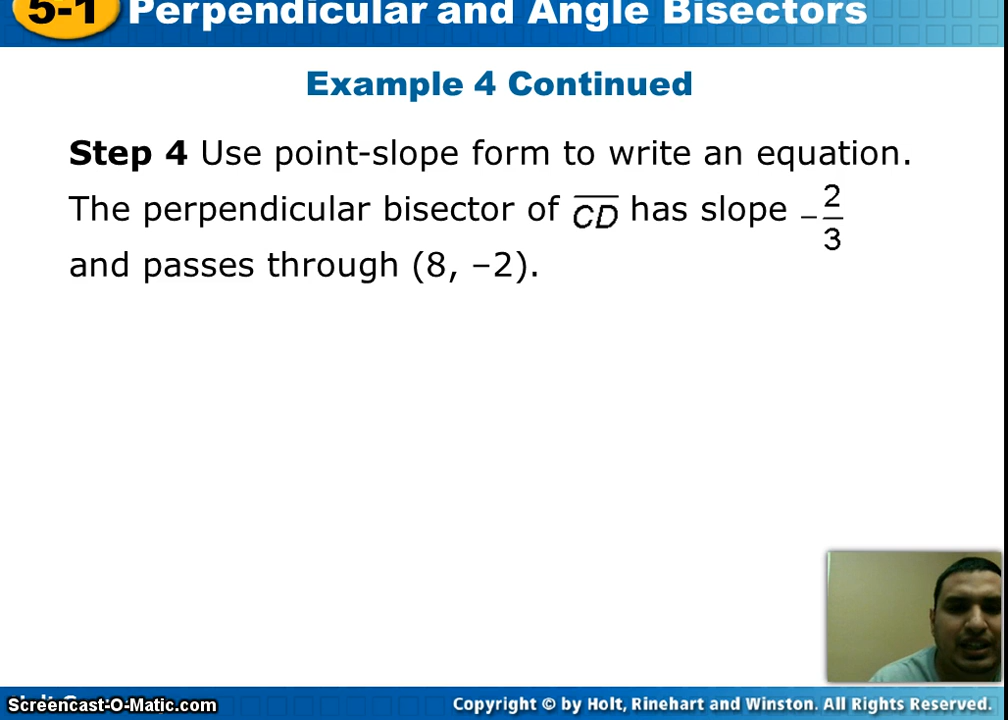 5-1 Perpendicular and Angle Bisectors
Example 4 Continued
Step 4 Use point-slope form to write an equation.
The perpendicular bisector of CD has slope –2/3
and passes through (8, –2).
Screencast-O-Matic.com
Copyright © by Holt, Rinehart and Winston. All Rights Reserved.